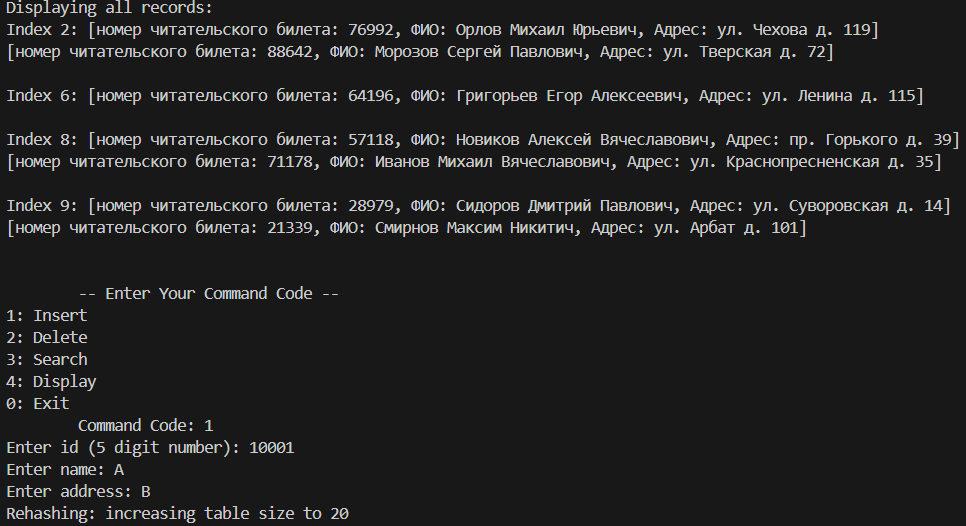 Displaying all records:
Index 2: [номер читательского билета: 76992, ФИО: Орлов Михаил Юрьевич, Адрес: ул. Чехова д. 119]
[номер читательского билета: 88642, ФИО: Морозов Сергей Павлович, Адрес: ул. Тверская д. 72]
Index 6: [номер читательского билета: 64196, ФИО: Григорьев Егор Алексеевич, Адрес: ул. Ленина д. 115]
Index 8: [номер читательского билета: 57118, ФИО: Новиков Алексей Вячеславович, Адрес: пр. Горького д. 39]
[номер читательского билета: 71178, ФИО: Иванов Михаил Вячеславович, Адрес: ул. Краснопресненская д. 35]
Index 9: [номер читательского билета: 28979, ФИО: Сидоров Дмитрий Павлович, Адрес: ул. Суворовская д. 14]
[номер читательского билета: 21339, ФИО: Смирнов Максим Никитич, Адрес: ул. Арбат д. 101]
-- Enter Your Command Code --
1: Insert
2: Delete
3: Search
4: Display
0: Exit
Command Code: 1
Enter id (5 digit number): 10001
Enter name: A
Enter address: B
Rehashing: increasing table size to 20